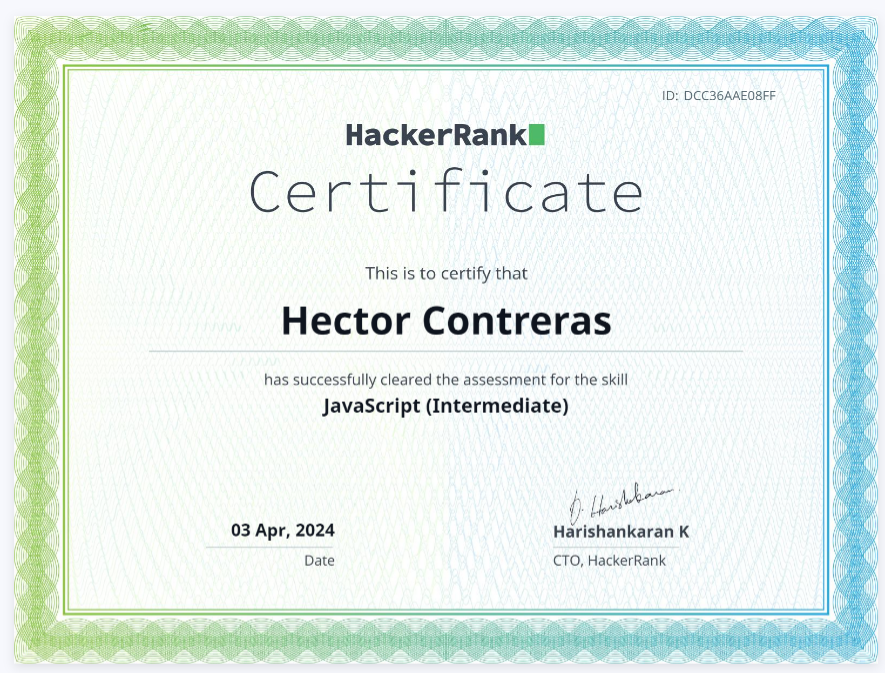 ID: DCC36AAE08FF
HackerRank
Certificate
This is to certify that
Hector Contreras
has successfully cleared the assessment for the skill
JavaScript (Intermediate)
03 Apr, 2024
Date
D. Harishankaran
Harishankaran K
CTO, HackerRank